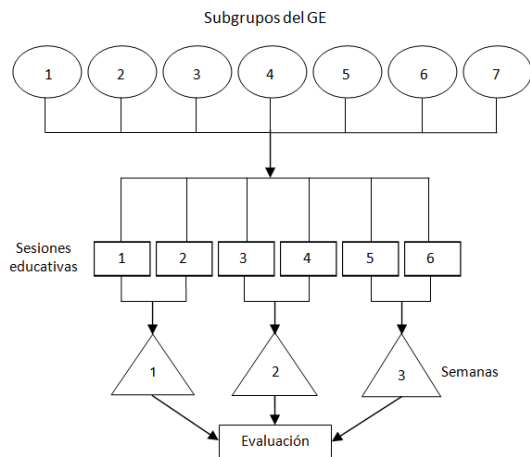 Subgrupos del GE
1 2 3 4 5 6 7
Sesiones
educativas
1 2 3 4 5 6
1 2 3 Semanas
Evaluación